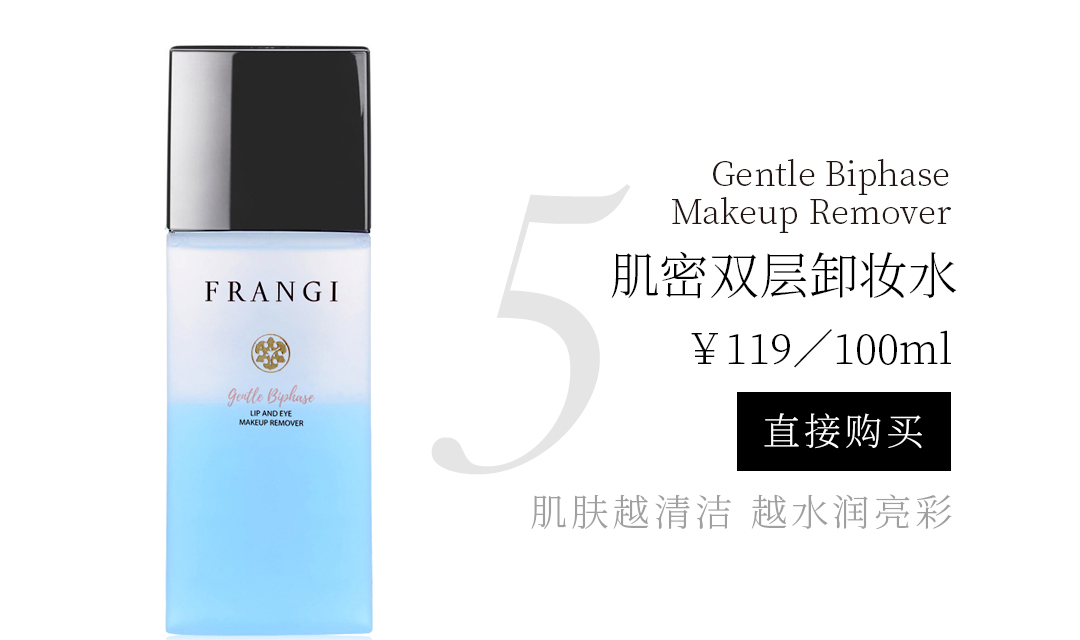 FRANGI
Gentle Biphase
LIP AND EYE
MAKEUP REMOVER
5
Gentle Biphase
Makeup Remover
肌密双层卸妆水
￥119／100ml
直接购买
肌肤越清洁 越水润亮彩